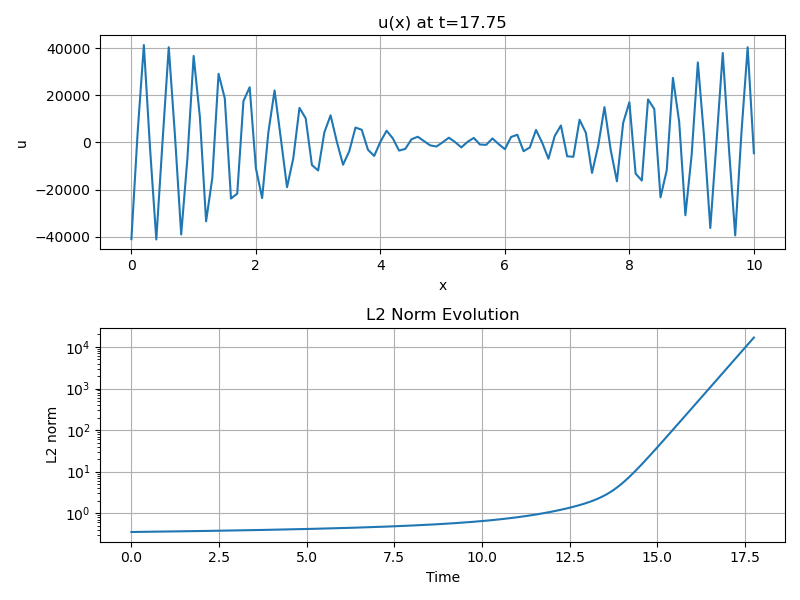 u(x) at t=17.75
40000
20000
0
−20000
−40000
u
0 2 4 6 8 10
x
L2 Norm Evolution
10⁴
10³
10²
10¹
10⁰
L2 norm
0.0 2.5 5.0 7.5 10.0 12.5 15.0 17.5
Time